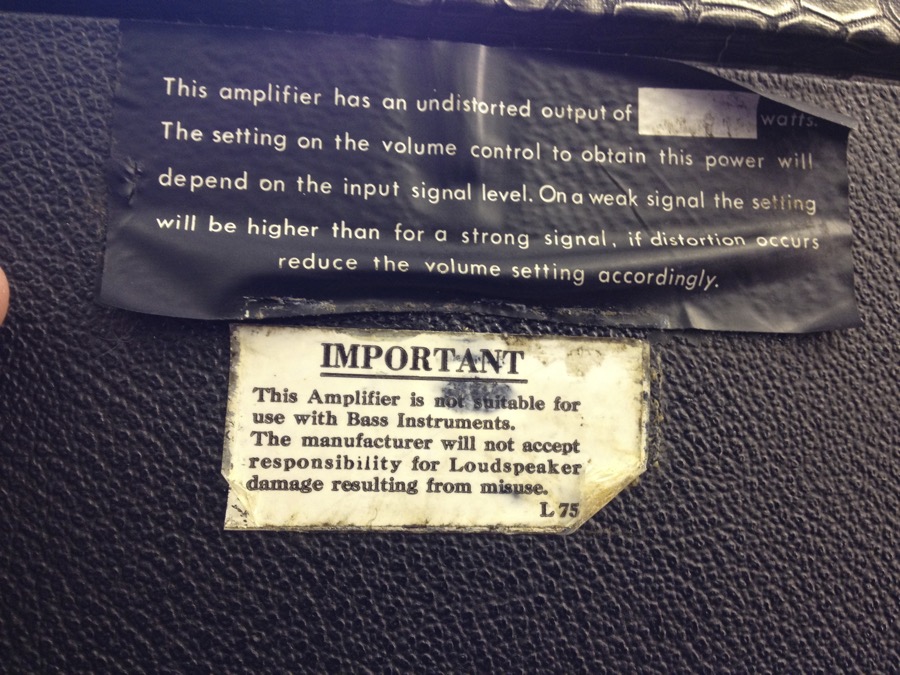 This amplifier has an undistorted output of watts.
The setting on the volume control to obtain this power will
depend on the input signal level. On a weak signal the setting
will be higher than for a strong signal, if distortion occurs
reduce the volume setting accordingly.
IMPORTANT
This Amplifier is not suitable for
use with Bass Instruments.
The manufacturer will not accept
responsibility for Loudspeaker
damage resulting from misuse.
L 75